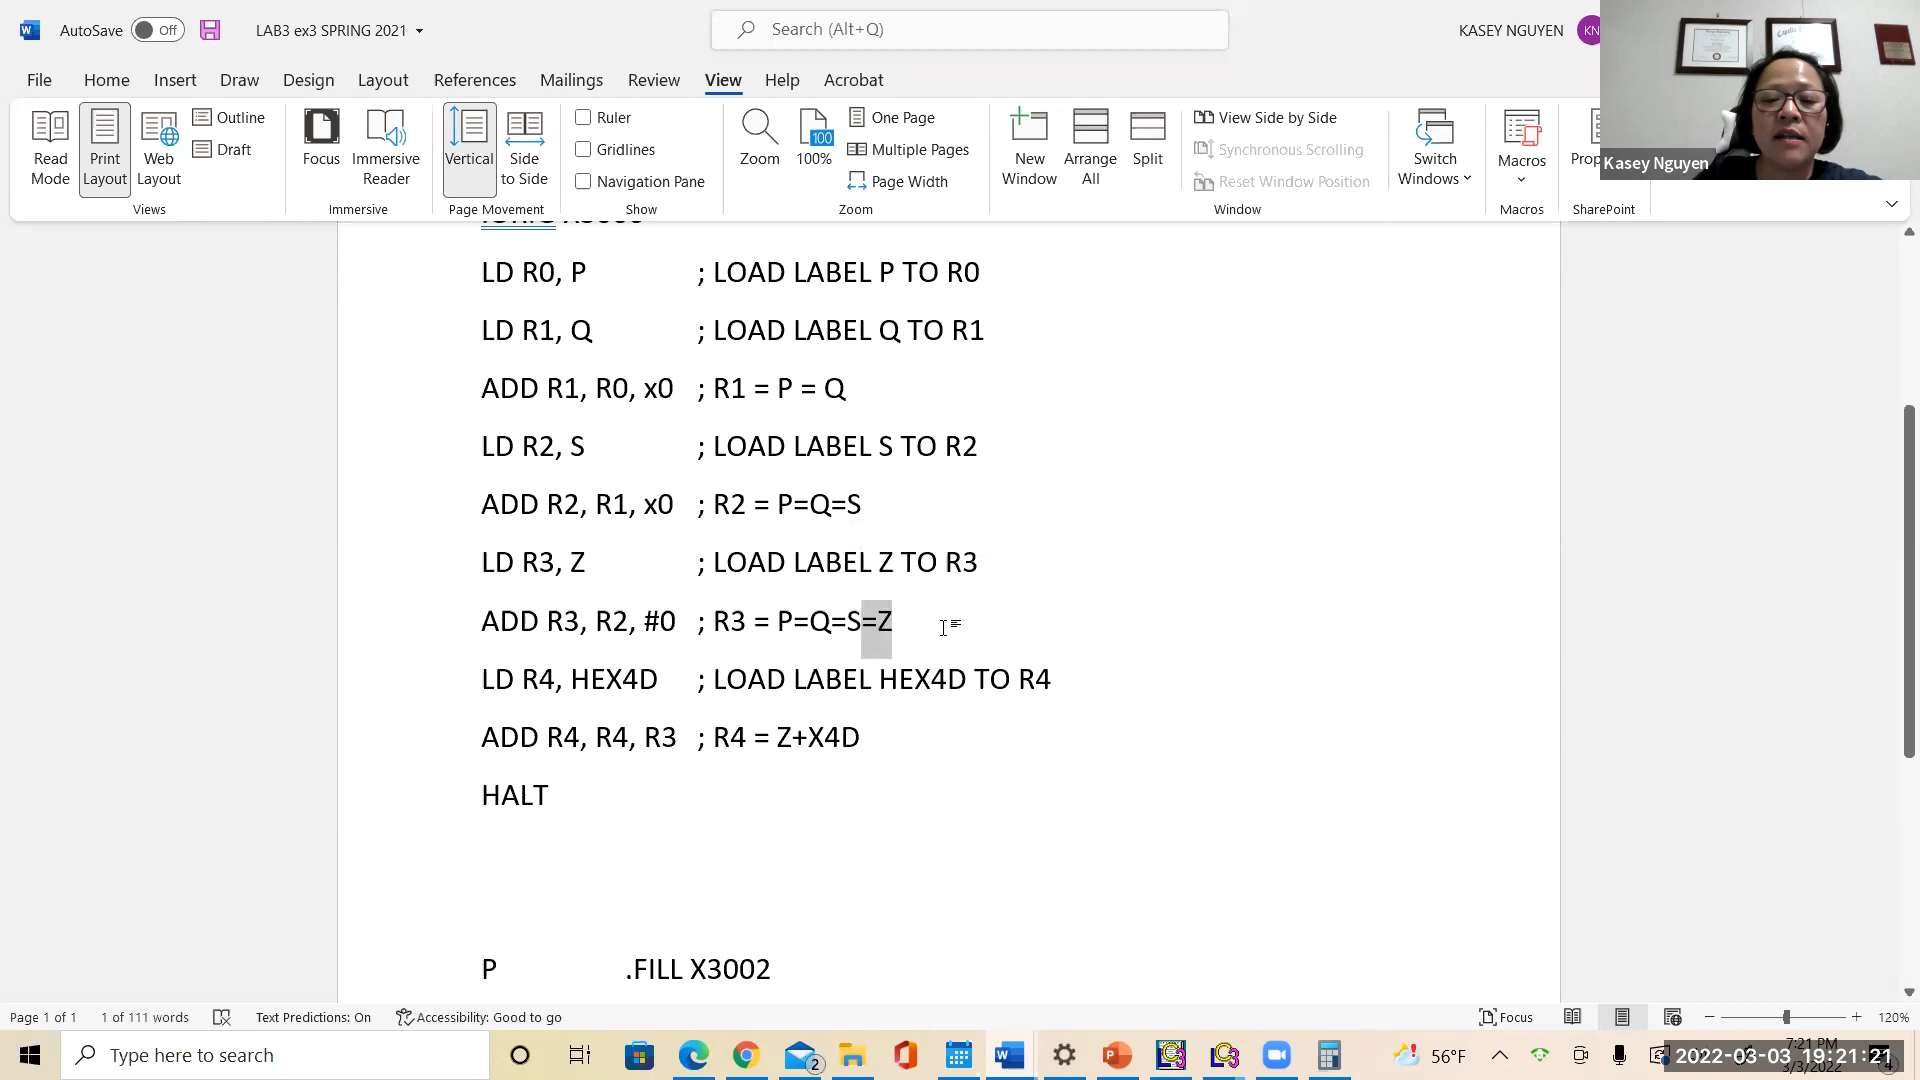 AutoSave Off LAB3 ex3 SPRING 2021 Search (Alt+Q) KASEY NGUYEN KN
File Home Insert Draw Design Layout References Mailings Review View Help Acrobat
Read Mode
Print Layout
Web Layout
Outline
Draft
Views
Focus
Immersive Reader
Immersive
Vertical
Side to Side
Page Movement
Ruler
Gridlines
Navigation Pane
Show
Zoom
100
100%
One Page
Multiple Pages
Page Width
Zoom
New Window
Arrange All
Split
View Side by Side
Synchronous Scrolling
Reset Window Position
Window
Switch Windows
Macros
Macros
SharePoint
Kasey Nguyen
LD R0, P ; LOAD LABEL P TO R0
LD R1, Q ; LOAD LABEL Q TO R1
ADD R1, R0, x0 ; R1 = P = Q
LD R2, S ; LOAD LABEL S TO R2
ADD R2, R1, x0 ; R2 = P=Q=S
LD R3, Z ; LOAD LABEL Z TO R3
ADD R3, R2, #0 ; R3 = P=Q=S=Z
LD R4, HEX4D ; LOAD LABEL HEX4D TO R4
ADD R4, R4, R3 ; R4 = Z+X4D
HALT
P .FILL X3002
Page 1 of 1 1 of 111 words Text Predictions: On Accessibility: Good to go Focus 120%
Type here to search 2 56°F 7:21 PM
2022-03-03 19:21:21
3/3/2022